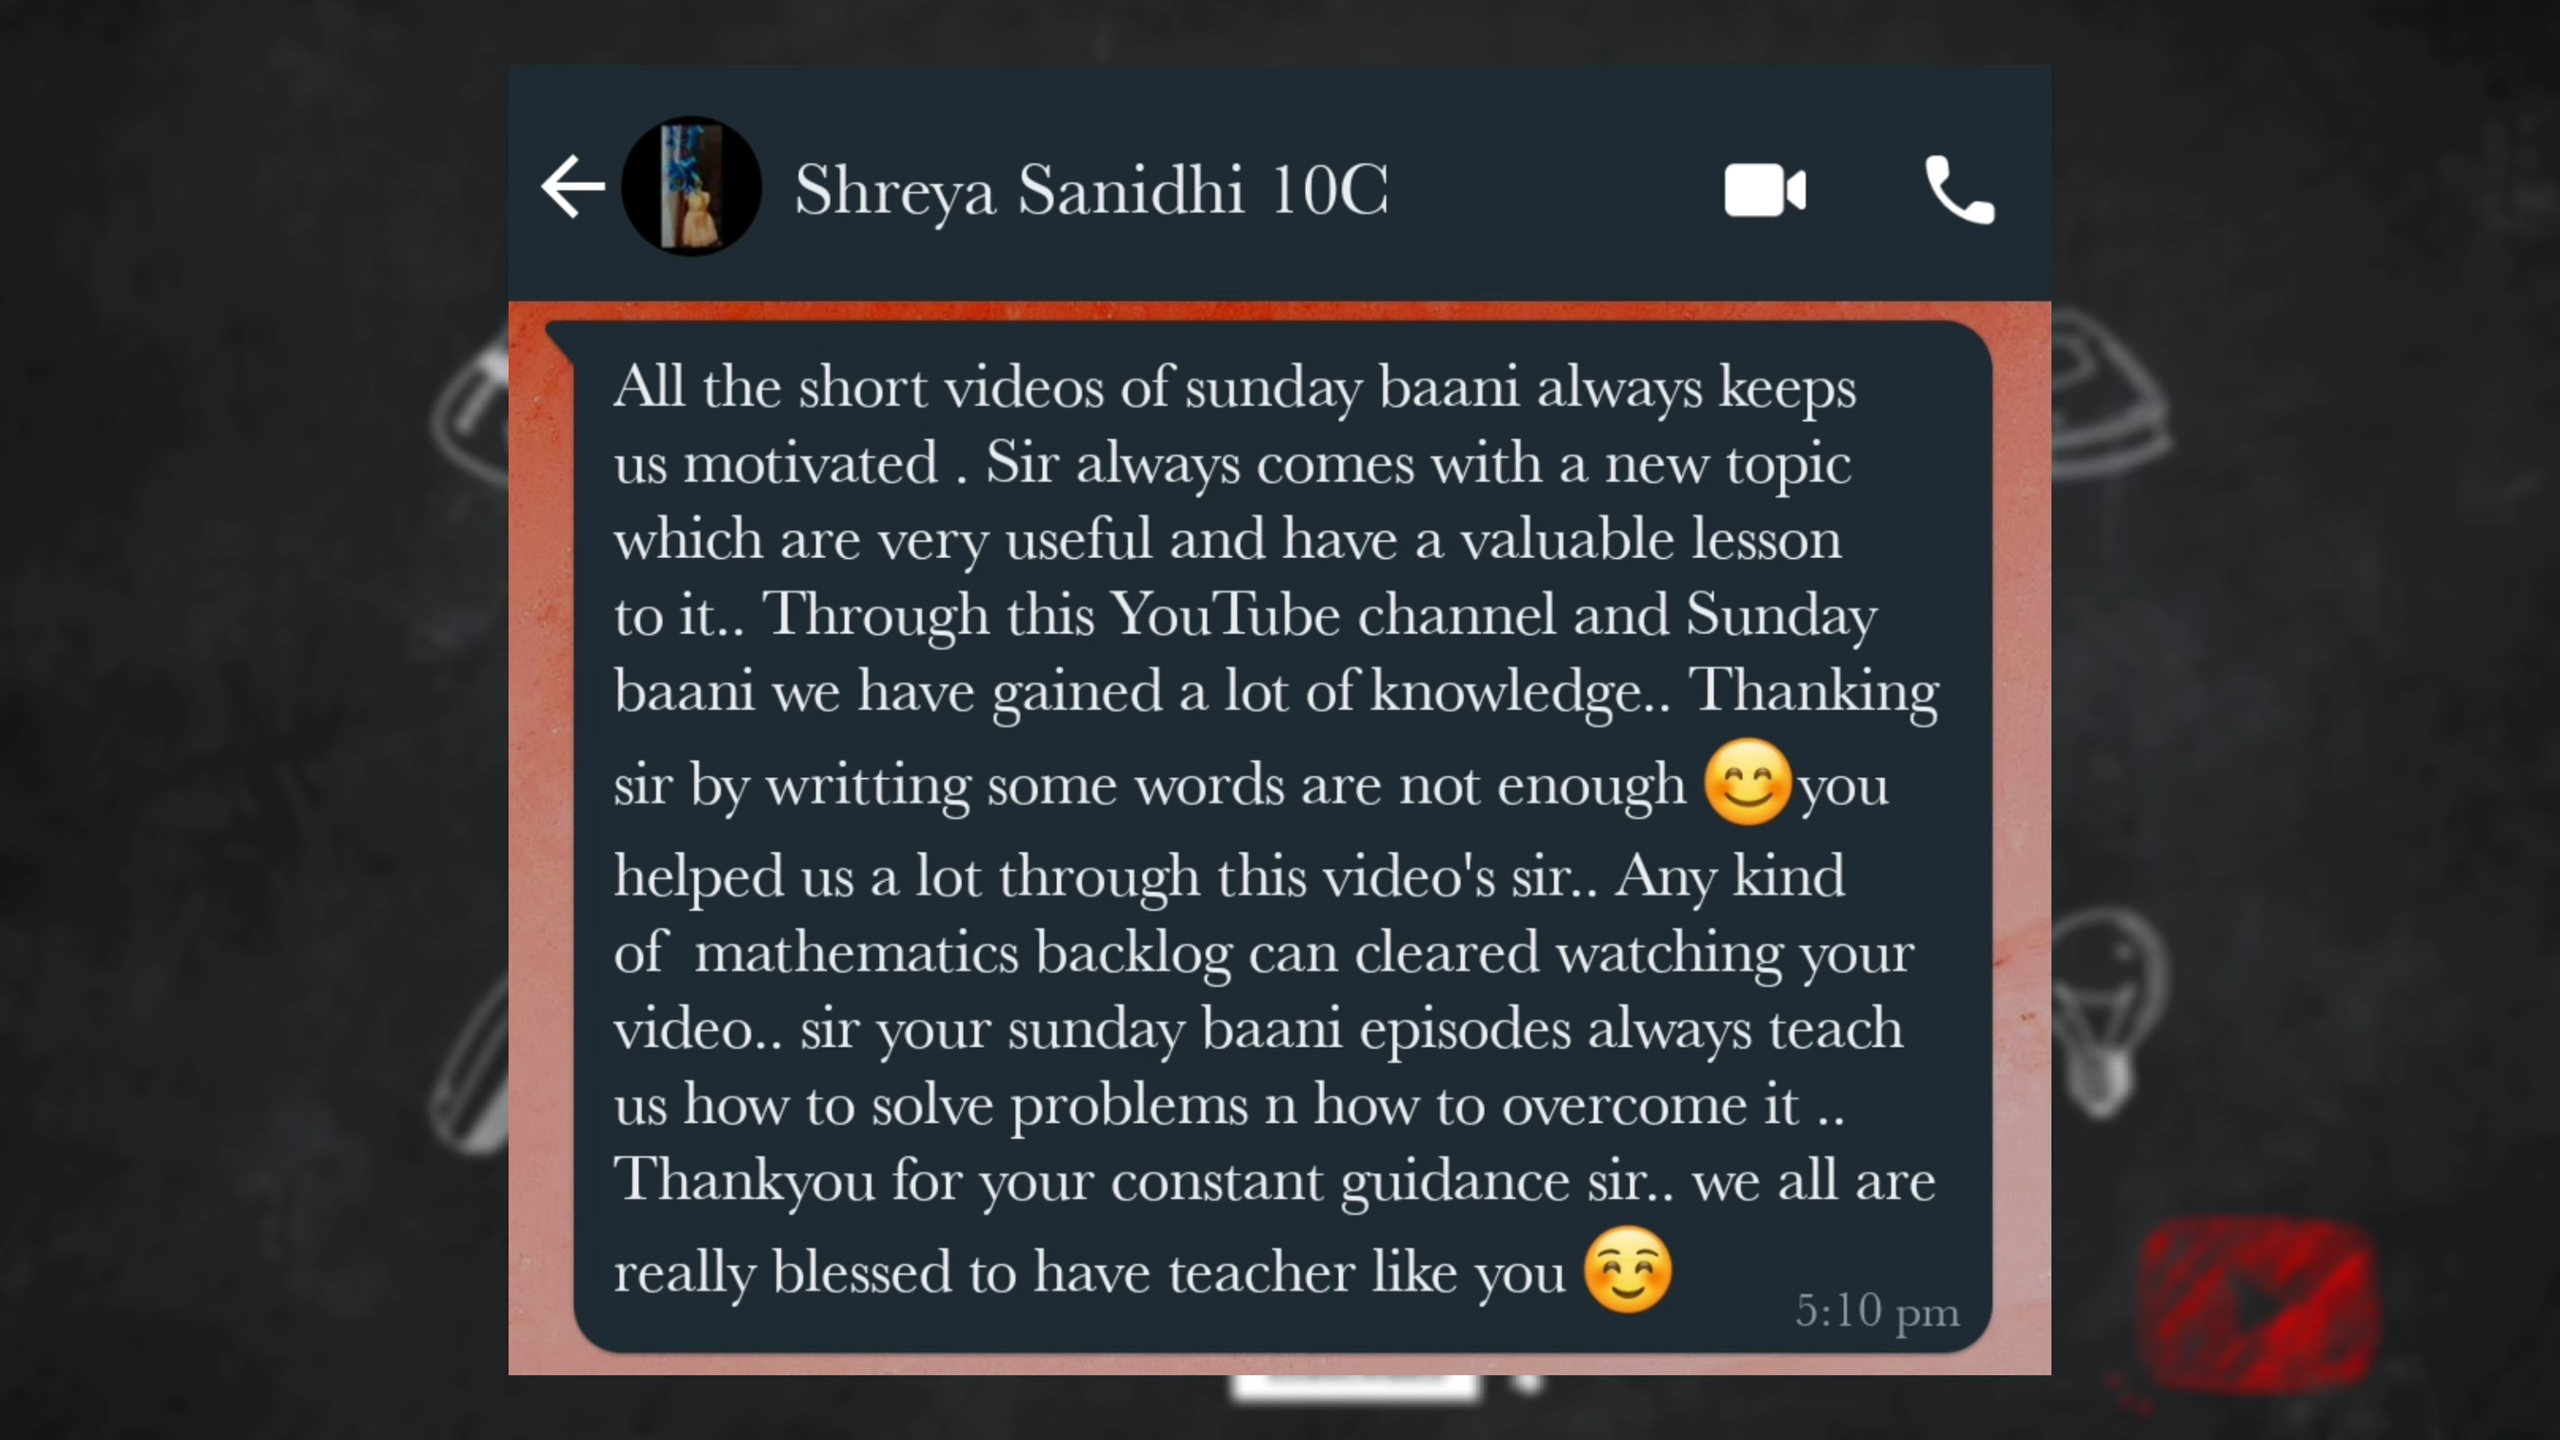 Shreya Sanidhi 10C
All the short videos of sunday baani always keeps
us motivated . Sir always comes with a new topic
which are very useful and have a valuable lesson
to it.. Through this YouTube channel and Sunday
baani we have gained a lot of knowledge.. Thanking
sir by writting some words are not enough 😊you
helped us a lot through this video's sir.. Any kind
of  mathematics backlog can cleared watching your
video.. sir your sunday baani episodes always teach
us how to solve problems n how to overcome it ..
Thankyou for your constant guidance sir.. we all are
really blessed to have teacher like you ☺️
5:10 pm